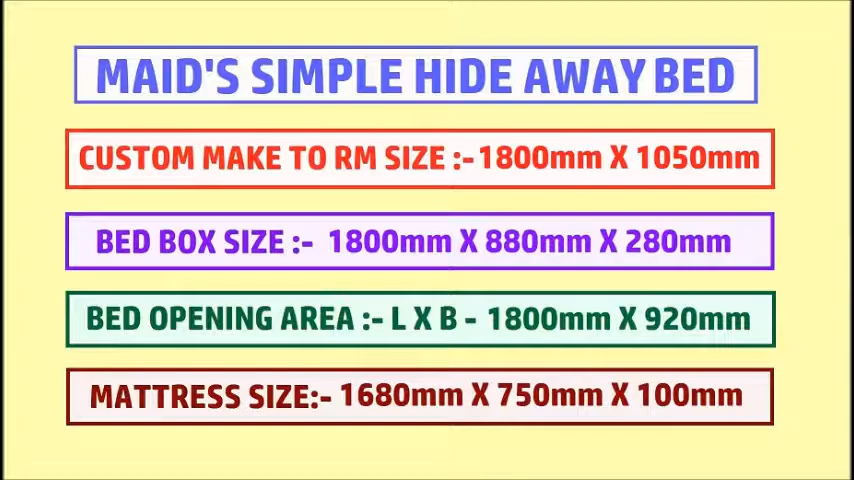 MAID'S SIMPLE HIDE AWAY BED
CUSTOM MAKE TO RM SIZE :- 1800mm X 1050mm
BED BOX SIZE :- 1800mm X 880mm X 280mm
BED OPENING AREA :- L X B - 1800mm X 920mm
MATTRESS SIZE:- 1680mm X 750mm X 100mm